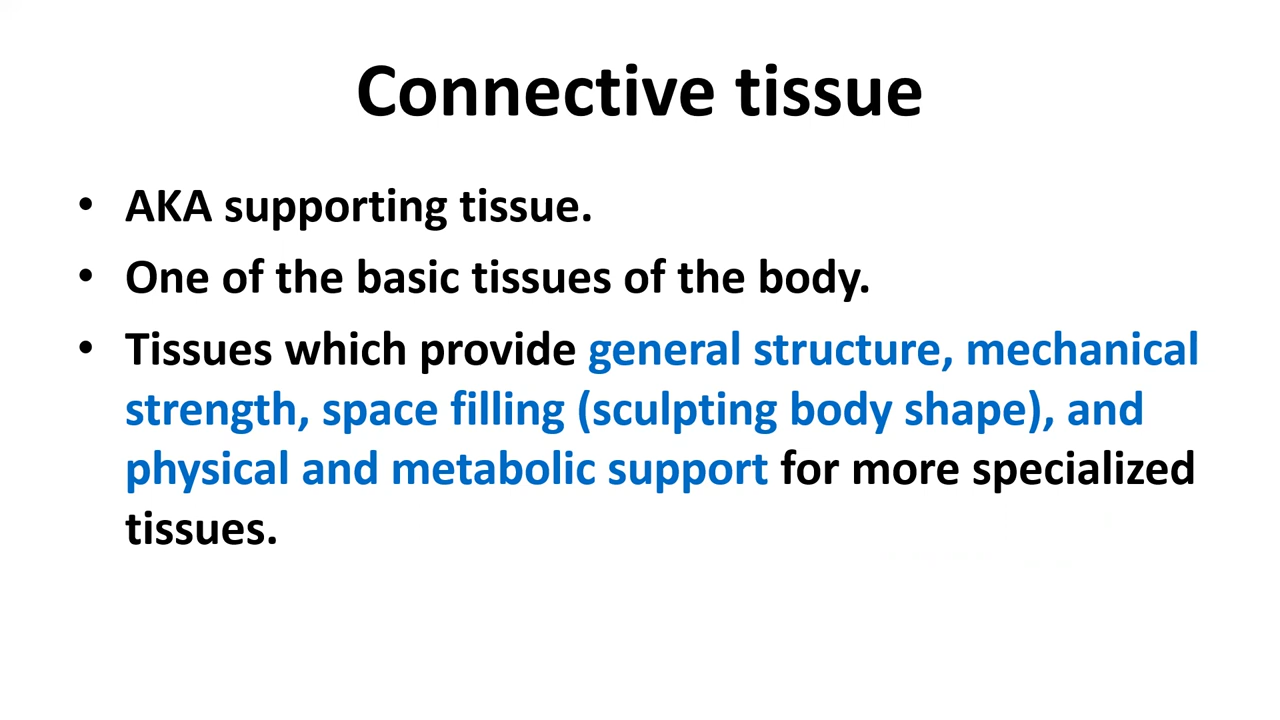 Connective tissue
• AKA supporting tissue.
• One of the basic tissues of the body.
• Tissues which provide general structure, mechanical
strength, space filling (sculpting body shape), and
physical and metabolic support for more specialized
tissues.